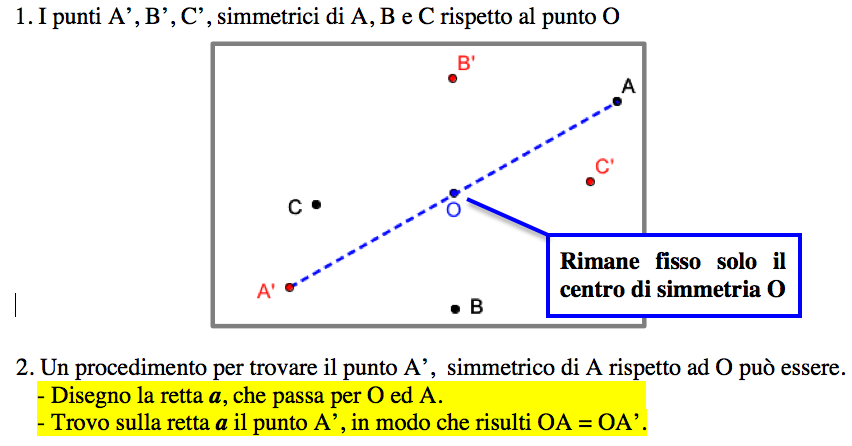 1. I punti A’, B’, C’, simmetrici di A, B e C rispetto al punto O
B'
A
C'
C
O
A'
B
Rimane fisso solo il
centro di simmetria O
2. Un procedimento per trovare il punto A’, simmetrico di A rispetto ad O può essere.
- Disegno la retta a, che passa per O ed A.
- Trovo sulla retta a il punto A’, in modo che risulti OA = OA’.